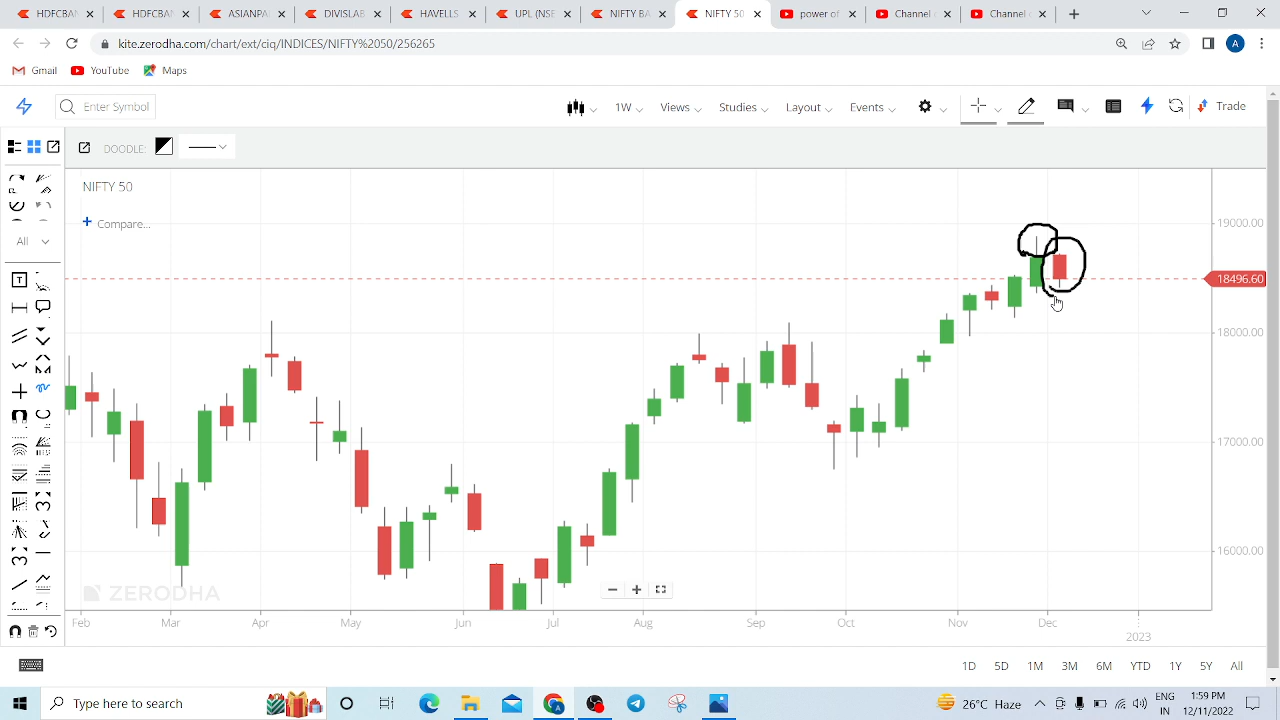 HDFCBAN
ASIANPAI
DIVISLAB
HAVELLS
UPL (NSE
NIFTY BA
NIFTY 50
power of
Channel
Channel
kite.zerodha.com/chart/ext/ciq/INDICES/NIFTY%2050/256265
A
Gmail
YouTube
Maps
Enter Symbol
1W
Views
Studies
Layout
Events
Trade
DOODLE:
NIFTY 50
Compare...
All
T
19000.00
18496.60
18000.00
17000.00
16000.00
ZERODHA
Feb
Mar
Apr
May
Jun
Jul
Aug
Sep
Oct
Nov
Dec
2023
1D
5D
1M
3M
6M
YTD
1Y
5Y
All
Type here to search
26°C Haze
ENG
IN
1:59 PM
12/11/2022